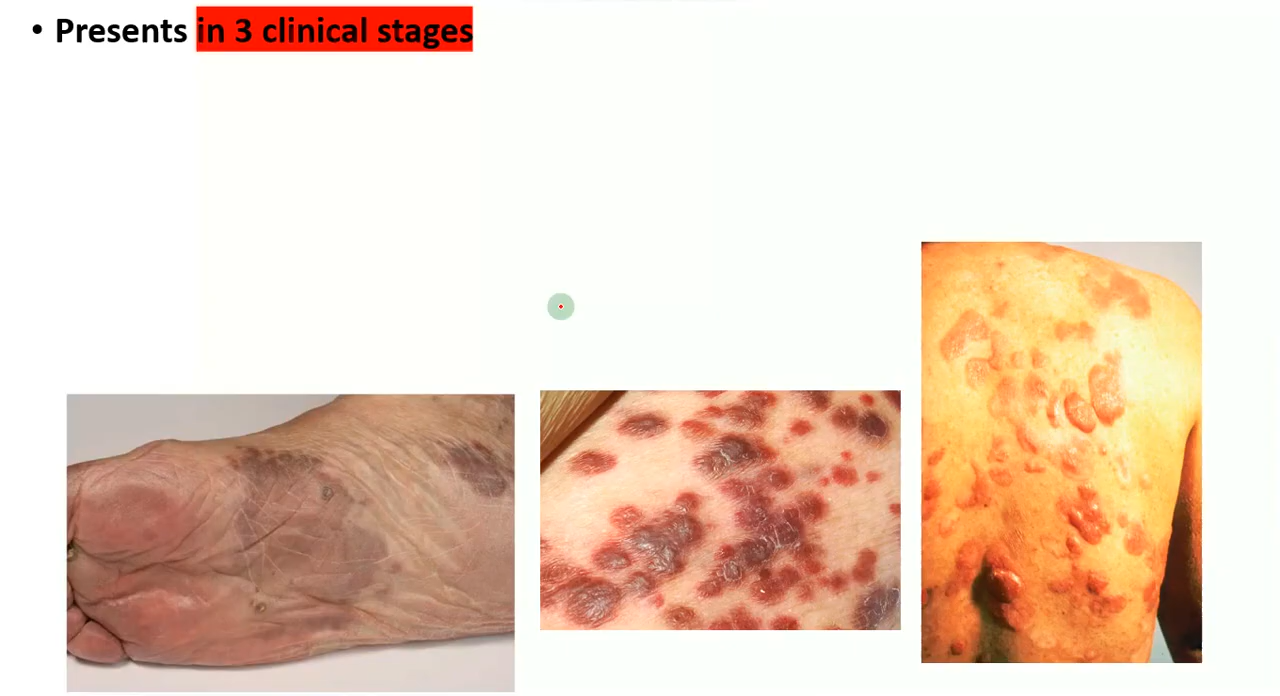 • Presents in 3 clinical stages